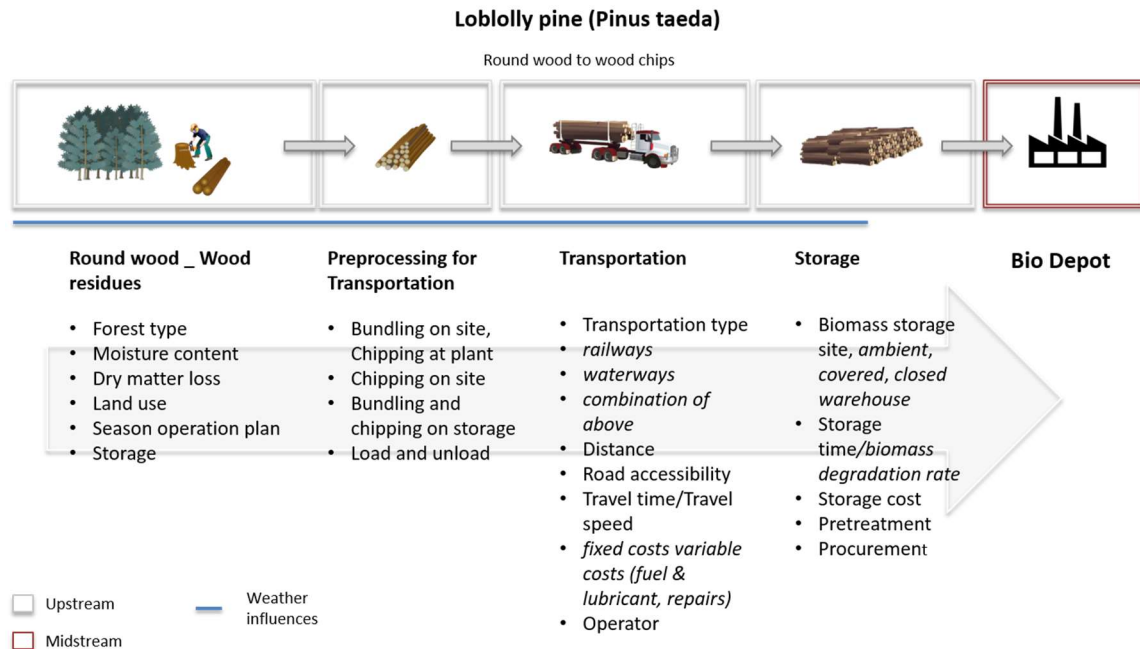 Loblolly pine (Pinus taeda)
Round wood to wood chips
Round wood _ Wood
residues
• Forest type
• Moisture content
• Dry matter loss
• Land use
• Season operation plan
• Storage
Preprocessing for
Transportation
• Bundling on site,
Chipping at plant
• Chipping on site
• Bundling and
chipping on storage
• Load and unload
Transportation
• Transportation type
• railways
• waterways
• combination of
above
• Distance
• Road accessibility
• Travel time/Travel
speed
• fixed costs variable
costs (fuel &
lubricant, repairs)
• Operator
Storage
• Biomass storage
site, ambient,
covered, closed
warehouse
• Storage
time/biomass
degradation rate
• Storage cost
• Pretreatment
• Procurement
Bio Depot
Upstream
Midstream
Weather
influences